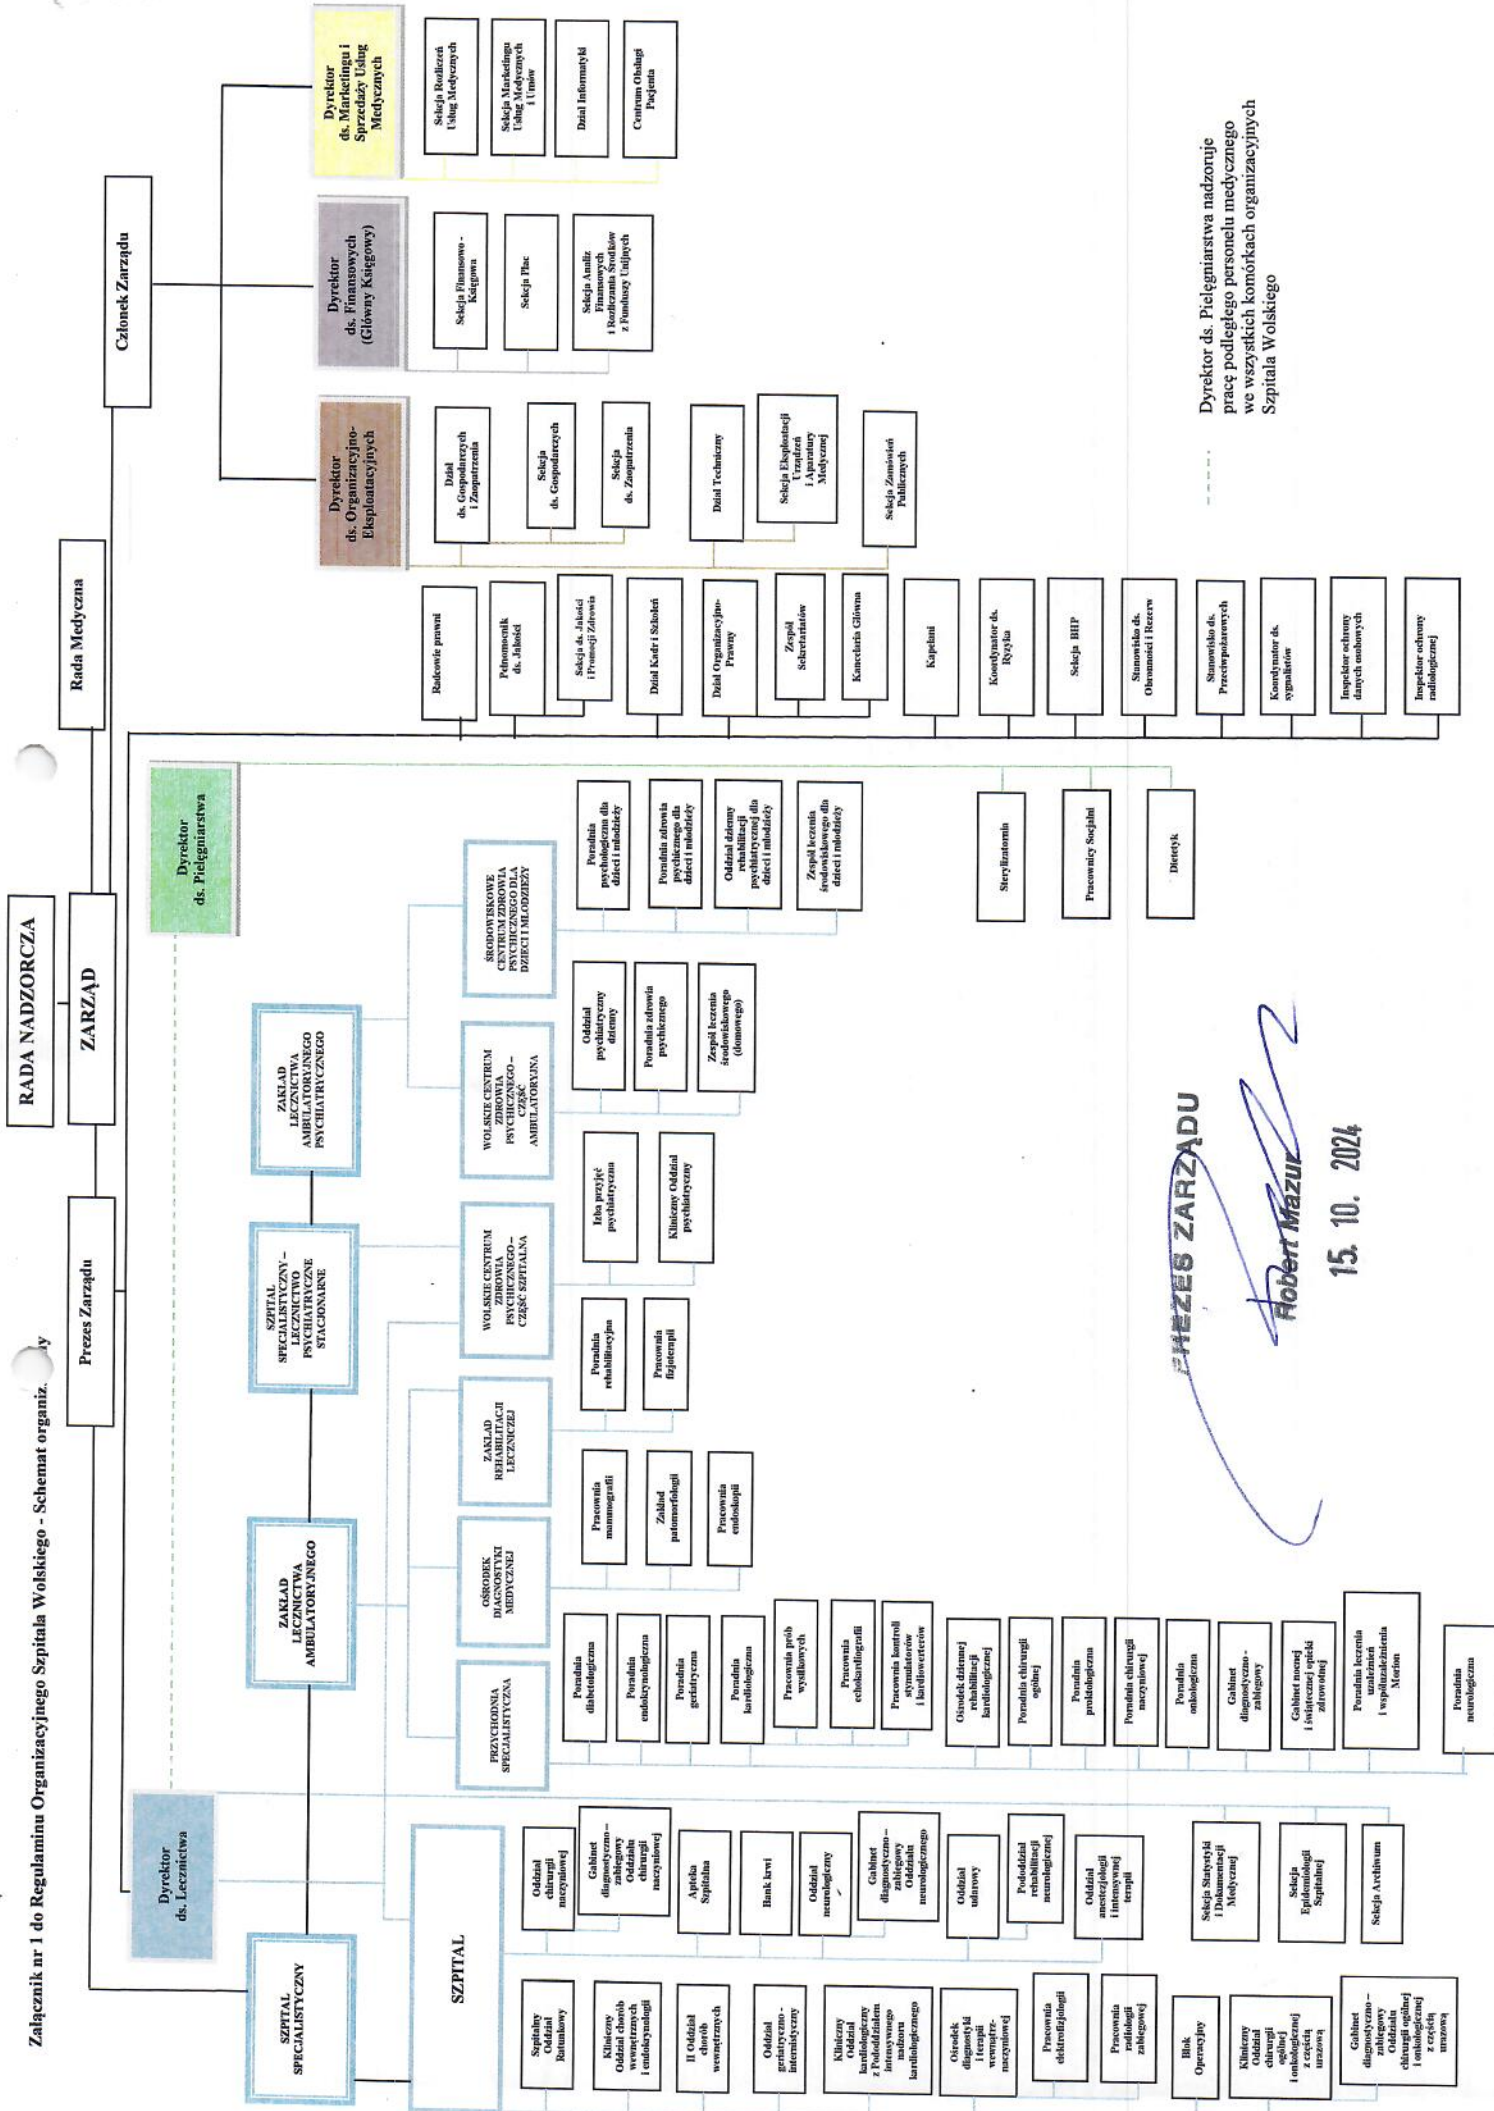 Załącznik nr 1 do Regulaminu Organizacyjnego Szpitala Wolskiego - Schemat organiz
RADA NADZORCZA
ZARZĄD
Prezes Zarządu
Rada Medyczna
Członek Zarządu
Dyrektor
ds. Lecznictwa
Dyrektor
ds. Pielęgniarstwa
Dyrektor
ds. Organizacyjno-
Eksploatacyjnych
Dyrektor
ds. Finansowych
(Główny Księgowy)
Dyrektor
ds. Marketingu i
Sprzedaży Usług
Medycznych
SZPITAL
SPECJALISTYCZNY
ZAKŁAD
LECZNICTWA
AMBULATORYJNEGO
SZPITAL
SPECJALISTYCZNY –
LECZNICTWO
PSYCHIATRYCZNE
STACJONARNE
ZAKŁAD
LECZNICTWA
AMBULATORYJNEGO
PSYCHIATRYCZNEGO
SZPITAL
PRZYCHODNIA
SPECJALISTYCZNA
OŚRODEK
DIAGNOSTYKI
MEDYCZNEJ
ZAKŁAD
REHABILITACJI
LECZNICZEJ
WOLSKIE CENTRUM
ZDROWIA
PSYCHICZNEGO –
CZĘŚĆ SZPITALNA
WOLSKIE CENTRUM
ZDROWIA
PSYCHICZNEGO –
CZĘŚĆ
AMBULATORYJNA
ŚRODOWISKOWE
CENTRUM ZDROWIA
PSYCHICZNEGO DLA
DZIECI I MŁODZIEŻY
Szpitalny
Oddział
Ratunkowy
Kliniczny
Oddział chorób
wewnętrznych
i endokrynologii
II Oddział
chorób
wewnętrznych
Oddział
geriatryczno -
internistyczny
Kliniczny
Oddział
kardiologiczny
z Pododdziałem
intensywnego
nadzoru
kardiologicznego
Ośrodek
diagnostyki
i terapii
wewnątrz-
naczyniowej
Pracownia
elektrofizjologii
Pracownia
radiologii
zabiegowej
Blok
Operacyjny
Kliniczny
Oddział
chirurgii
ogólnej
i onkologicznej
z częścią
urazową
Gabinet
diagnostyczno –
zabiegowy
Oddziału
chirurgii ogólnej
i onkologicznej
z częścią
urazową
Oddział
chirurgii
naczyniowej
Gabinet
diagnostyczno –
zabiegowy
Oddziału
chirurgii
naczyniowej
Apteka
Szpitalna
Bank krwi
Oddział
neurologiczny
Gabinet
diagnostyczno –
zabiegowy
Oddziału
neurologicznego
Oddział
udarowy
Pododdział
rehabilitacji
neurologicznej
Oddział
anestezjologii
i intensywnej
terapii
Sekcja Statystyki
i Dokumentacji
Medycznej
Sekcja
Epidemiologii
Szpitalnej
Sekcja Archiwum
Poradnia
diabetologiczna
Poradnia
endokrynologiczna
Poradnia
geriatryczna
Poradnia
kardiologiczna
Pracownia prób
wysiłkowych
Pracownia
echokardiografii
Pracownia kontroli
stymulatorów
i kardiowerterów
Ośrodek dziennej
rehabilitacji
kardiologicznej
Poradnia chirurgii
ogólnej
Poradnia
proktologiczna
Poradnia chirurgii
naczyniowej
Poradnia
onkologiczna
Gabinet
diagnostyczno -
zabiegowy
Gabinet nocnej
i świątecznej opieki
zdrowotnej
Poradnia leczenia
uzależnień
i współuzależnienia
Morion
Poradnia
neurologiczna
Pracownia
mammografii
Zakład
patomorfologii
Pracownia
endoskopii
Poradnia
rehabilitacyjna
Pracownia
fizjoterapii
Izba przyjęć
psychiatryczna
Kliniczny Oddział
psychiatryczny
Oddział
psychiatryczny
dzienny
Poradnia zdrowia
psychicznego
Zespół leczenia
środowiskowego
(domowego)
Poradnia
psychologiczna dla
dzieci i młodzieży
Poradnia zdrowia
psychicznego dla
dzieci i młodzieży
Oddział dzienny
rehabilitacji
psychiatrycznej dla
dzieci i młodzieży
Zespół leczenia
środowiskowego dla
dzieci i młodzieży
Sterylizatornia
Pracownicy Socjalni
Dietetyk
Radcowie prawni
Pełnomocnik
ds. Jakości
Sekcja ds. Jakości
i Promocji Zdrowia
Dział Kadr i Szkoleń
Dział Organizacyjno-
Prawny
Zespół
Sekretariatów
Kancelaria Główna
Kapelani
Koordynator ds.
Ryzyka
Sekcja BHP
Stanowisko ds.
Obronności i Rezerw
Stanowisko ds.
Przeciwpożarowych
Koordynator ds.
sygnalistów
Inspektor ochrony
danych osobowych
Inspektor ochrony
radiologicznej
Dział
ds. Gospodarczych
i Zaopatrzenia
Sekcja
ds. Gospodarczych
Sekcja
ds. Zaopatrzenia
Dział Techniczny
Sekcja Eksploatacji
Urządzeń
i Aparatury
Medycznej
Sekcja Zamówień
Publicznych
Sekcja Finansowo -
Księgowa
Sekcja Płac
Sekcja Analiz
Finansowych
i Rozliczania Środków
z Funduszy Unijnych
Sekcja Rozliczeń
Usług Medycznych
Sekcja Marketingu
Usług Medycznych
i Umów
Dział Informatyki
Centrum Obsługi
Pacjenta
Dyrektor ds. Pielęgniarstwa nadzoruje
pracę podległego personelu medycznego
we wszystkich komórkach organizacyjnych
Szpitala Wolskiego
PREZES ZARZĄDU
Robert Mazur
15. 10. 2024